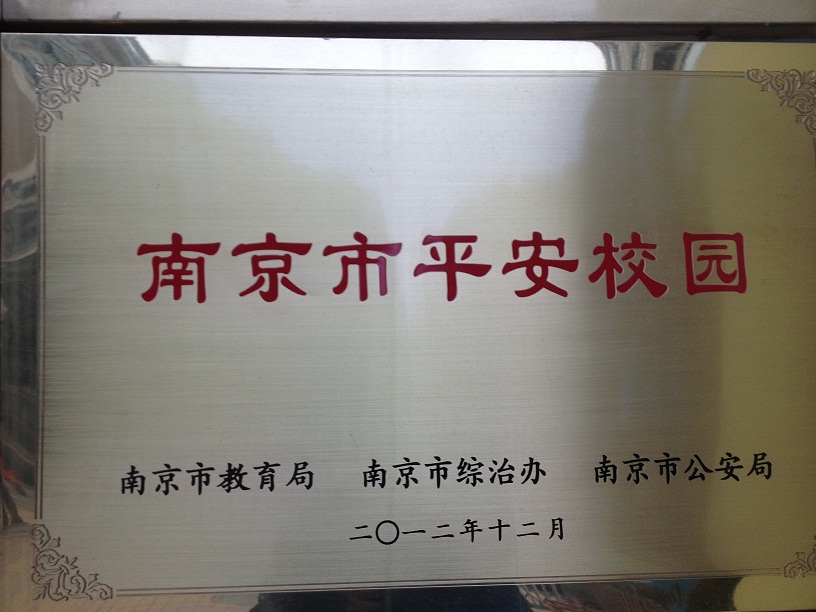 南京市平安校园
南京市教育局 南京市综治办 南京市公安局
二〇一二年十二月